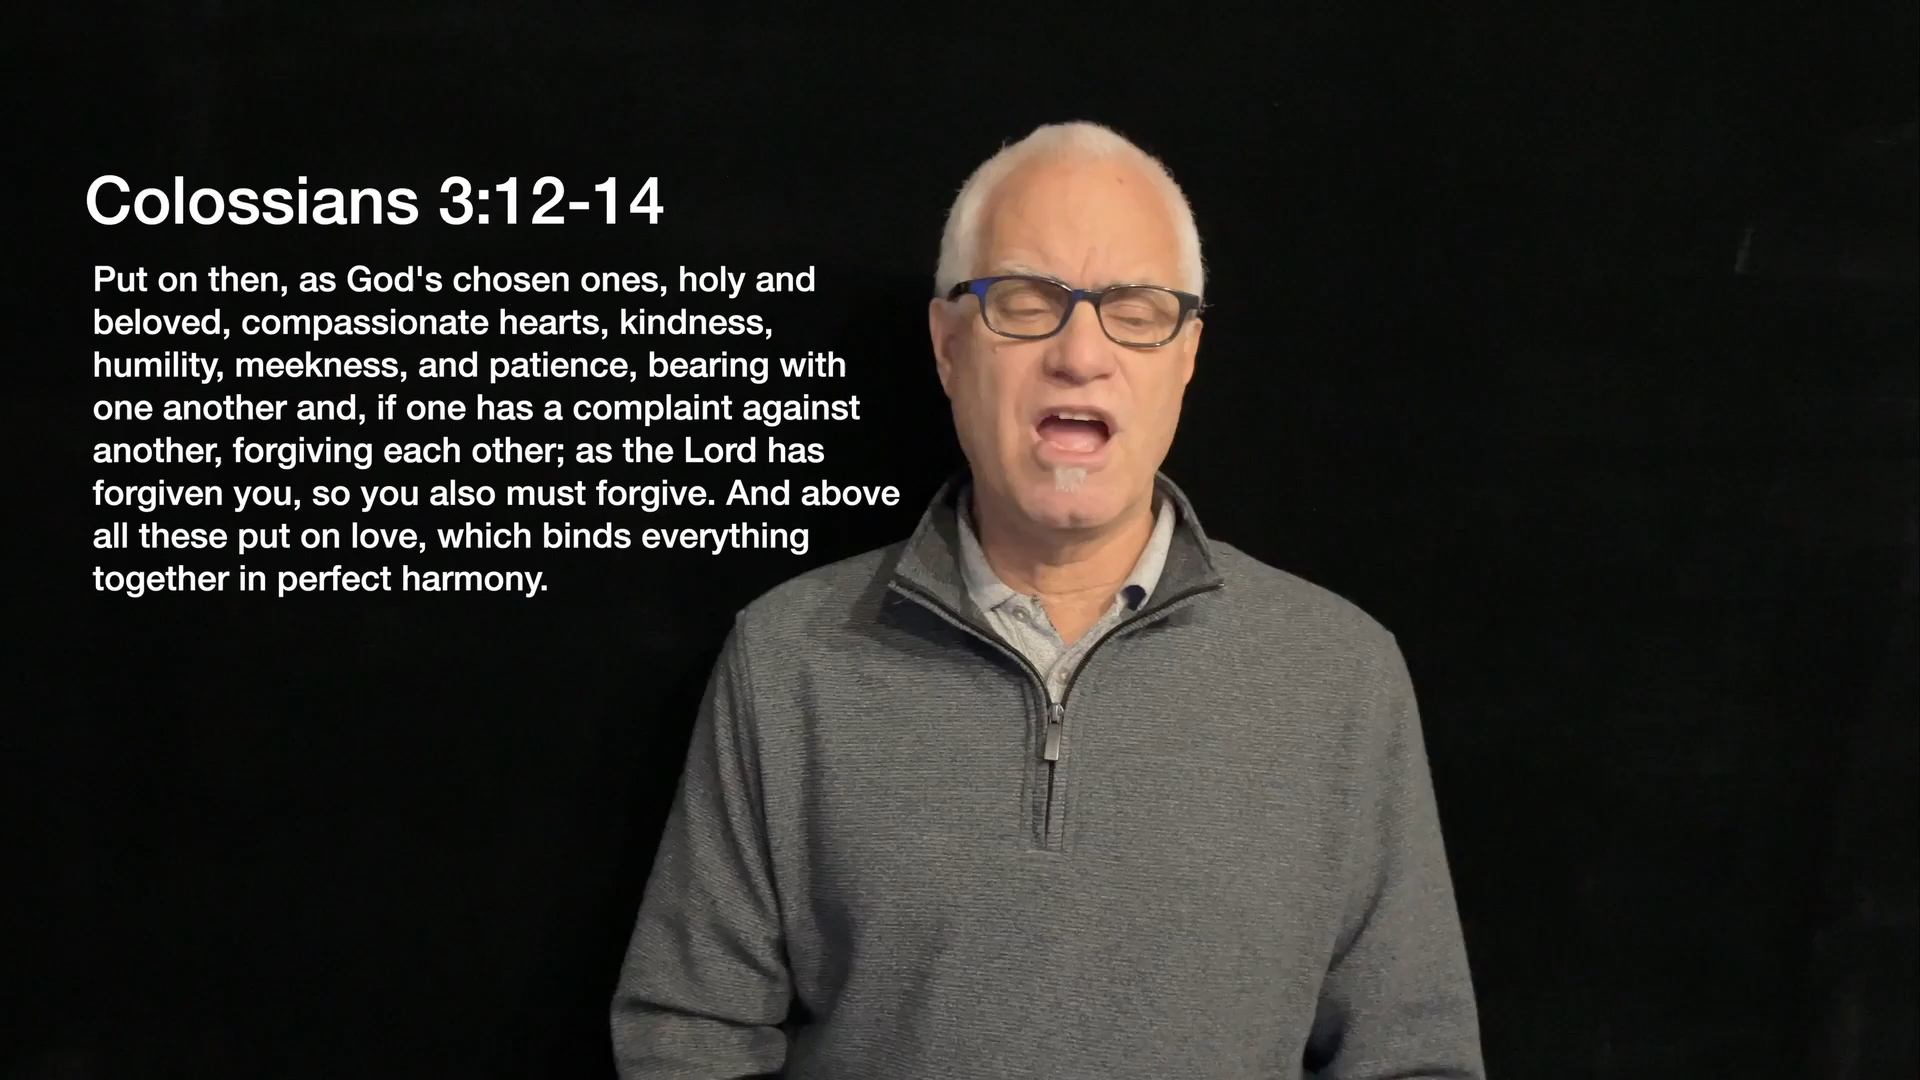 Colossians 3:12-14
Put on then, as God's chosen ones, holy and
beloved, compassionate hearts, kindness,
humility, meekness, and patience, bearing with
one another and, if one has a complaint against
another, forgiving each other; as the Lord has
forgiven you, so you also must forgive. And above
all these put on love, which binds everything
together in perfect harmony.